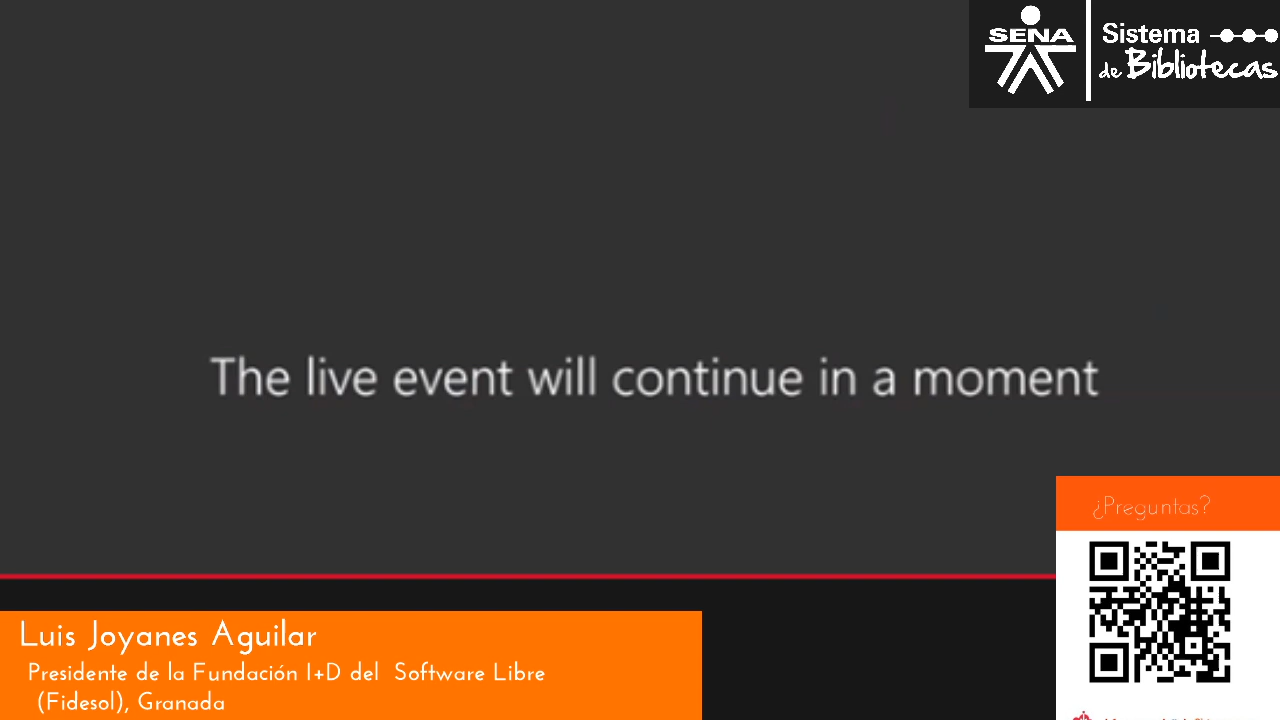 SENA
Sistema
de Bibliotecas
The live event will continue in a moment
¿Preguntas?
Luis Joyanes Aguilar
Presidente de la Fundación I+D del Software Libre
(Fidesol), Granada